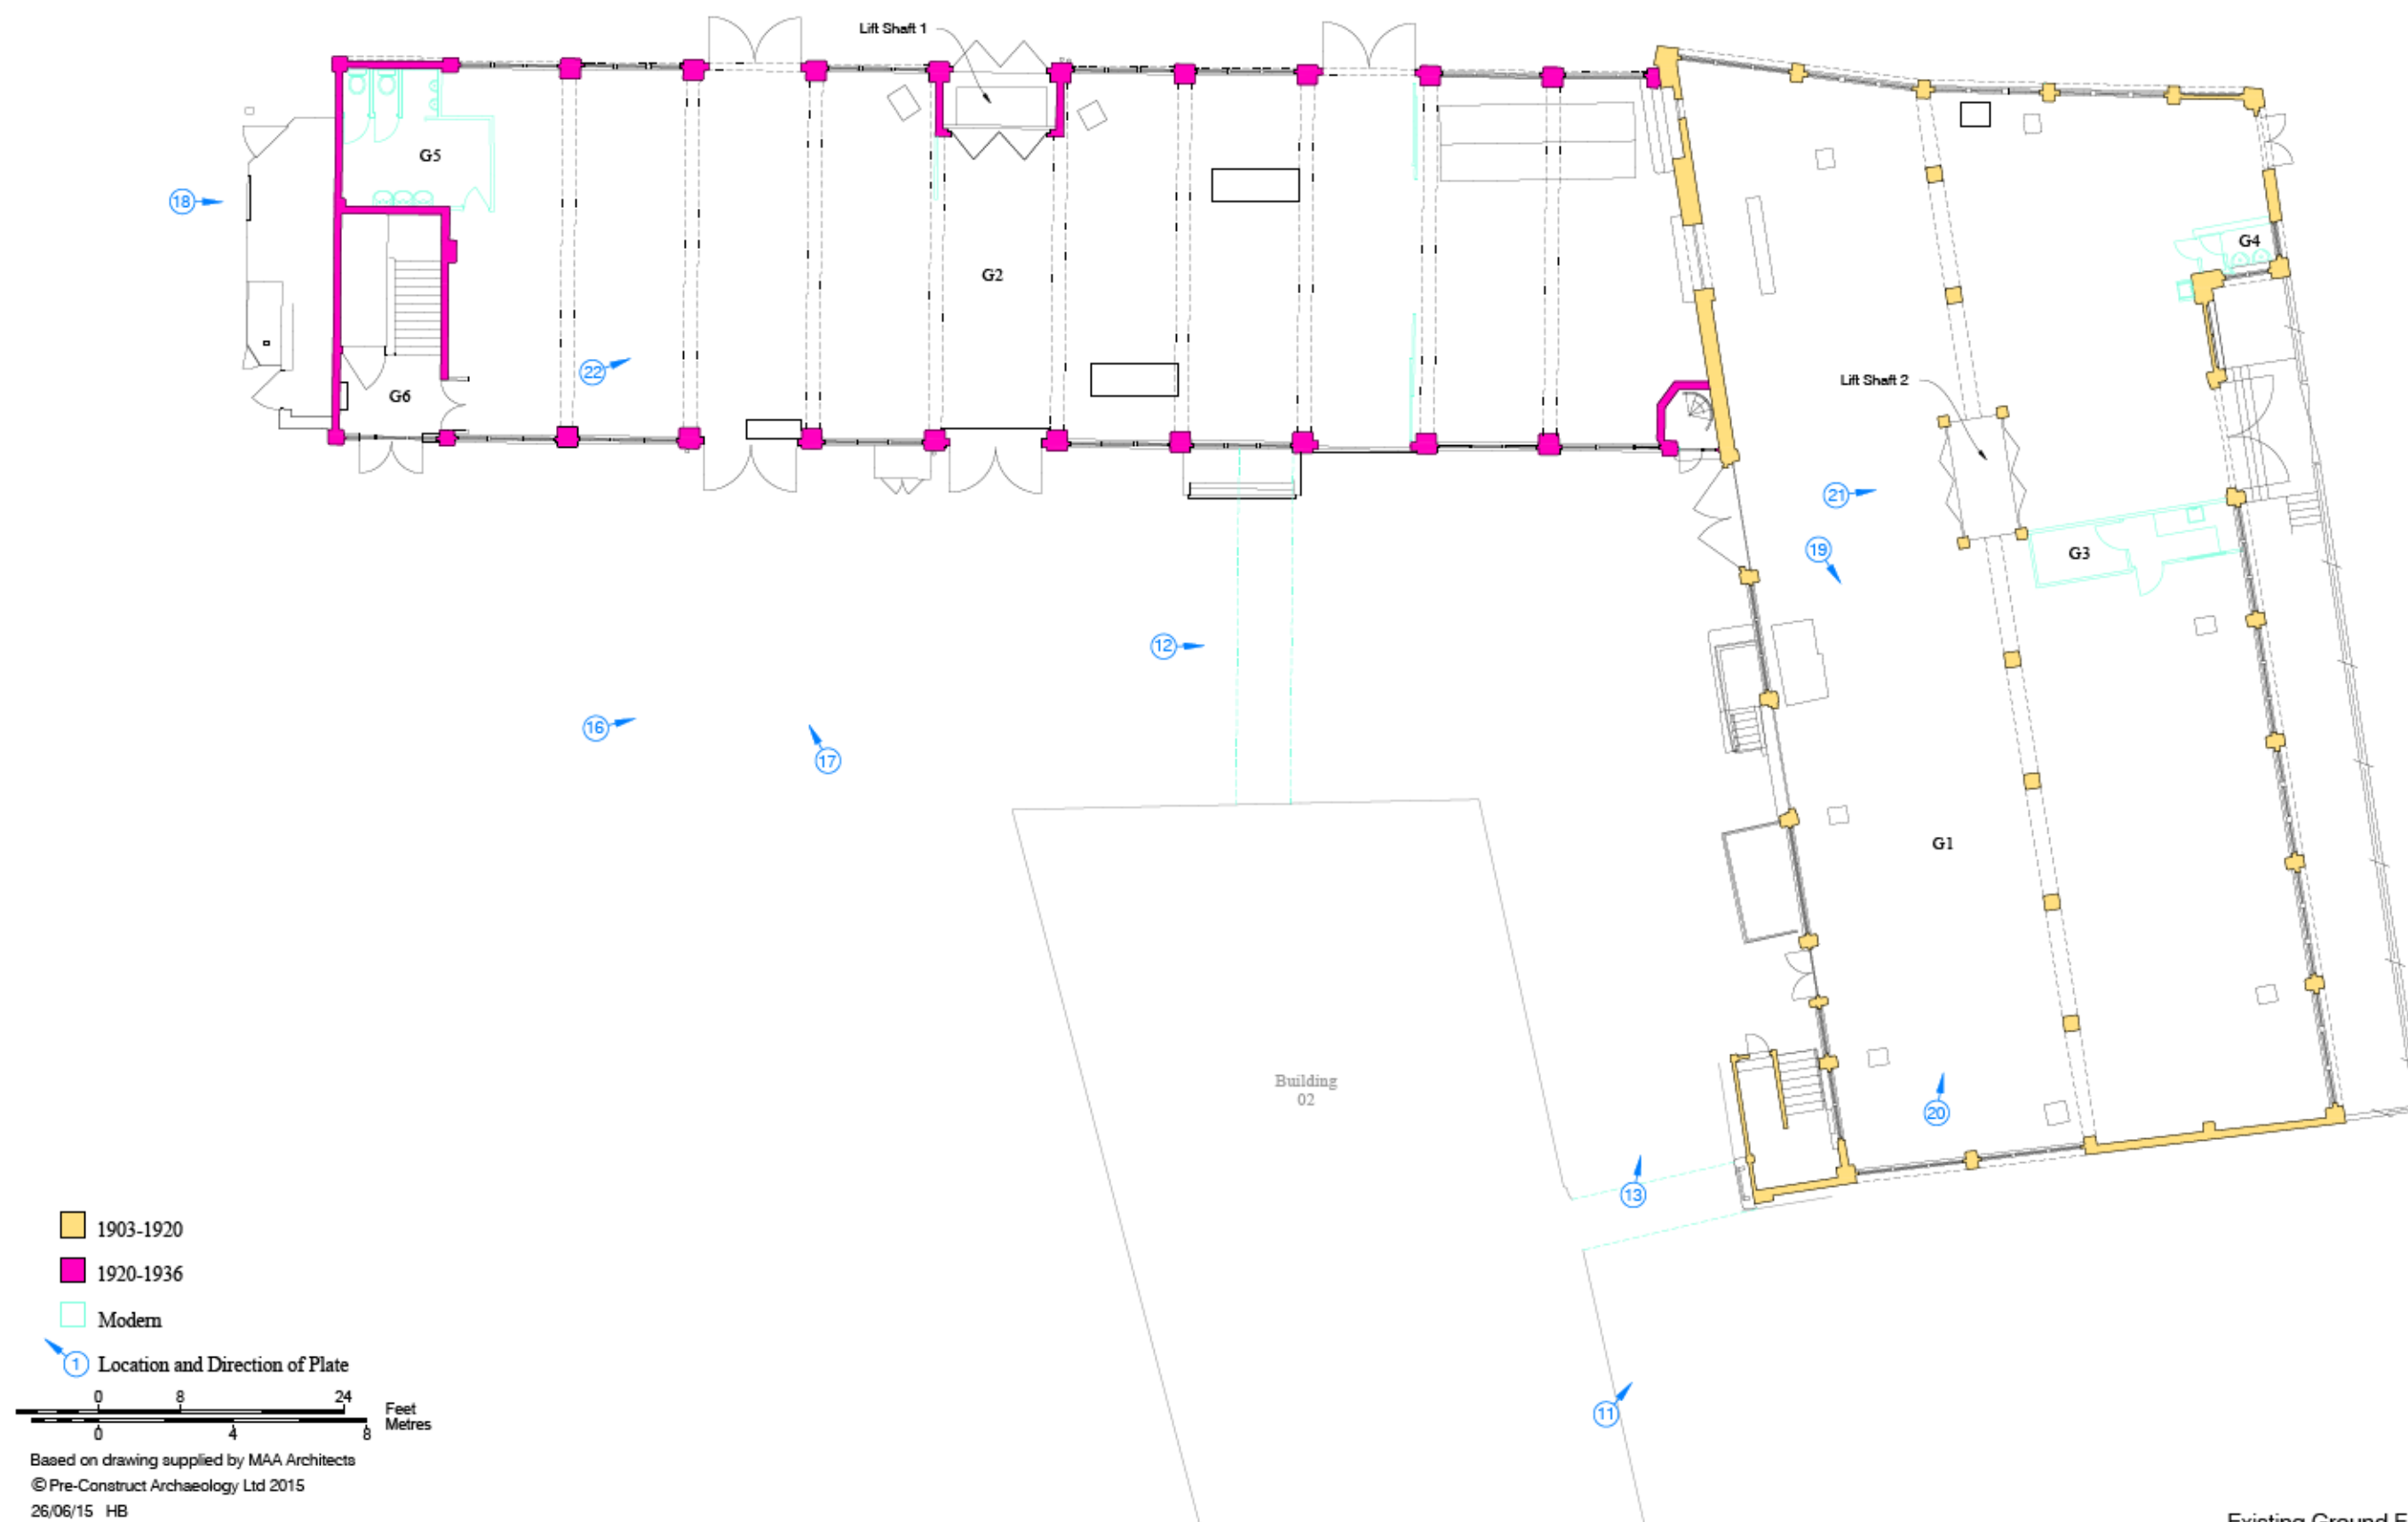 Lift Shaft 1
G5
18
G4
G2
22
Lift Shaft 2
G6
21
19
G3
12
16
17
G1
Building
02
20
13
1903-1920
1920-1936
Modern
1 Location and Direction of Plate
0 8 24
Feet
Metres
0 4 8
11
Based on drawing supplied by MAA Architects
© Pre-Construct Archaeology Ltd 2015
26/06/15 HB
Existing Ground